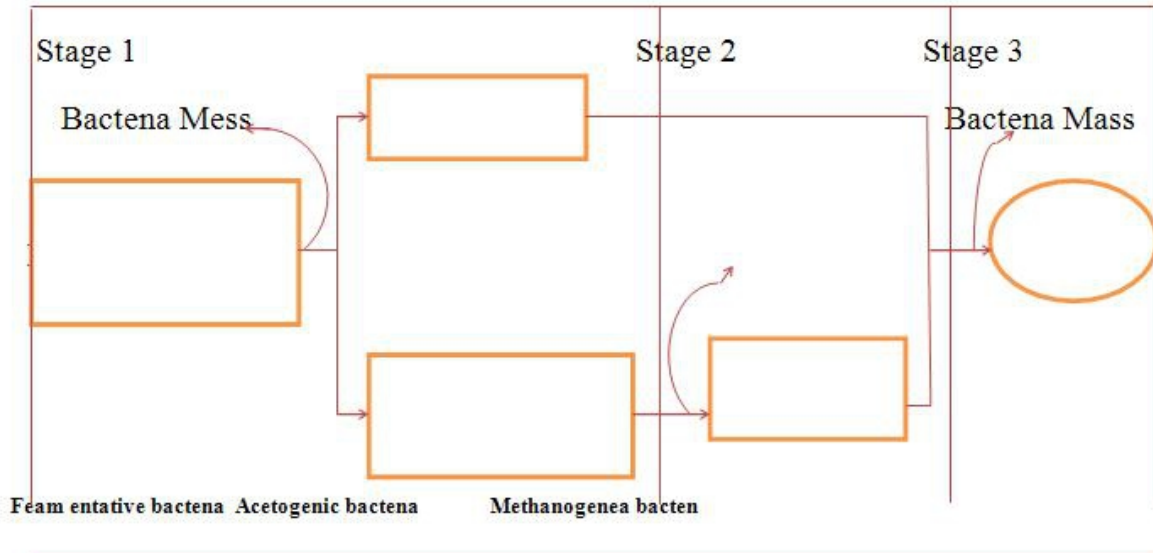 Stage 1
Stage 2
Stage 3
Bactena Mess
Bactena Mass
Feam entative bactena Acetogenic bactena Methanogenea bacten